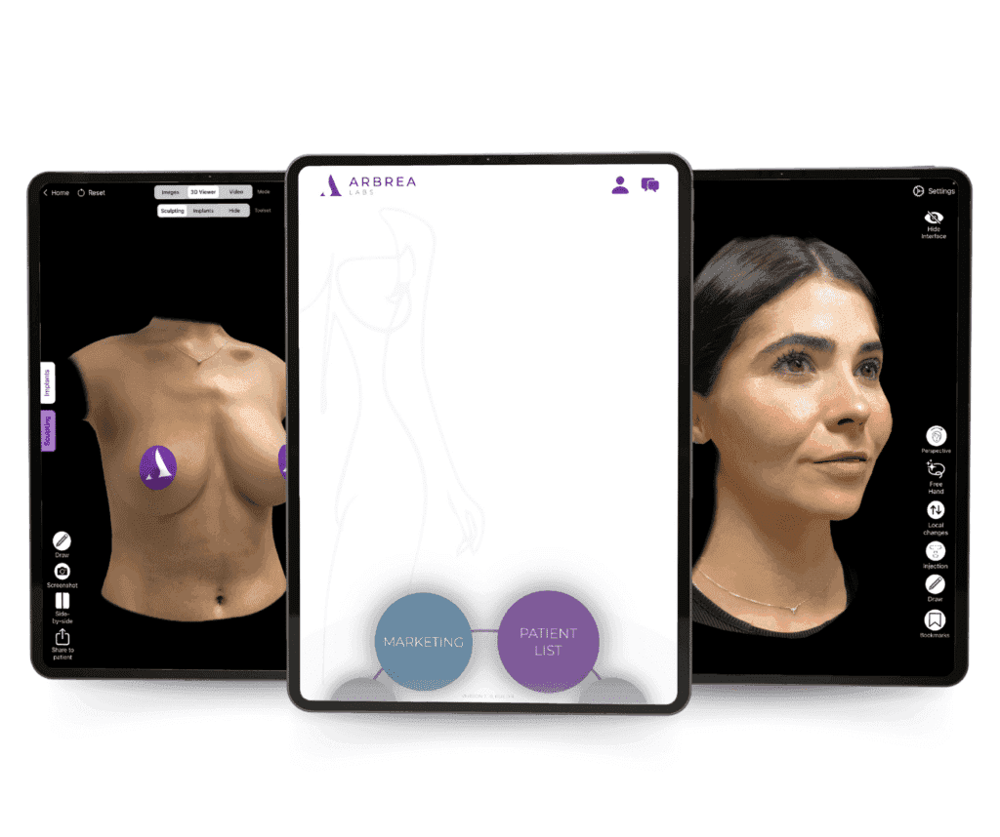 Home
Reset
Images
3D Viewer
Video
Mode
Sculpting
Implants
Hide
Toolset
Implants
Sculpting
Draw
Screenshot
Side-
by-side
Share to
patient
ARBREA
LABS
MARKETING
PATIENT
LIST
Settings
Hide
Interface
Perspective
Free
Hand
Local
changes
Injection
Draw
Bookmarks